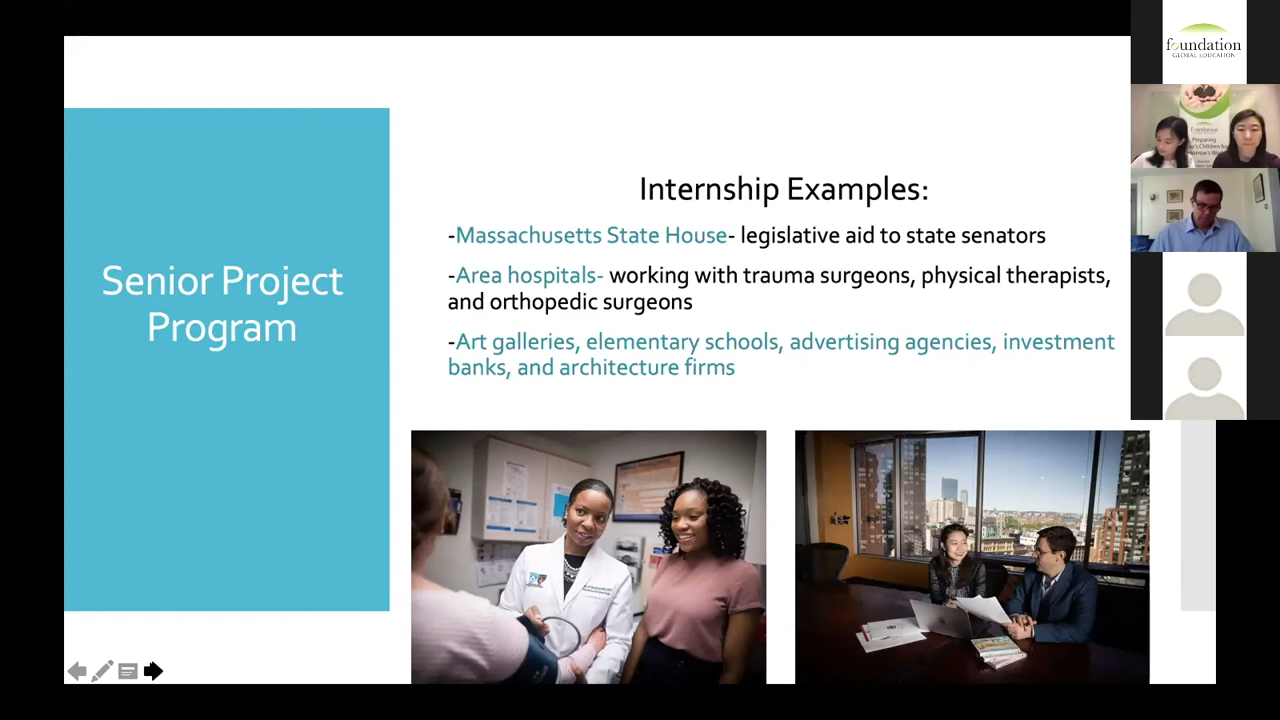 Senior Project
Program
Internship Examples:
-Massachusetts State House- legislative aid to state senators
-Area hospitals- working with trauma surgeons, physical therapists,
and orthopedic surgeons
-Art galleries, elementary schools, advertising agencies, investment
banks, and architecture firms
foundation
GLOBAL EDUCATION
foundation
Preparing